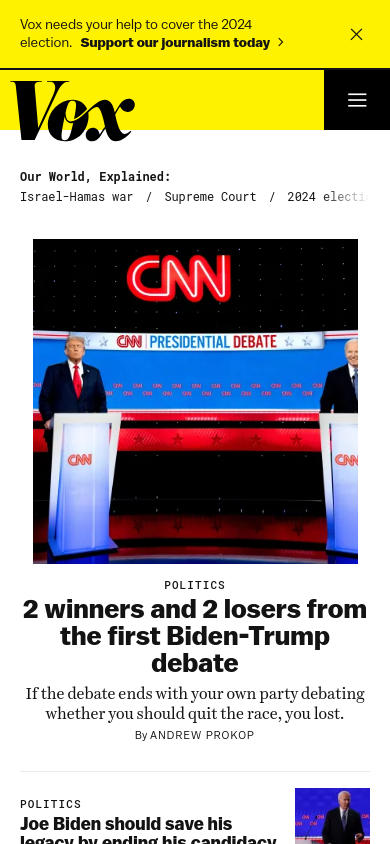 Vox needs your help to cover the 2024
election. Support our journalism today
Vox
Our World, Explained:
Israel-Hamas war / Supreme Court / 2024 electi
CNN
CNN PRESIDENTIAL DEBATE
CNN
CNN
POLITICS
2 winners and 2 losers from
the first Biden-Trump
debate
If the debate ends with your own party debating
whether you should quit the race, you lost.
By ANDREW PROKOP
POLITICS
Joe Biden should save his
legacy by ending his candidacy